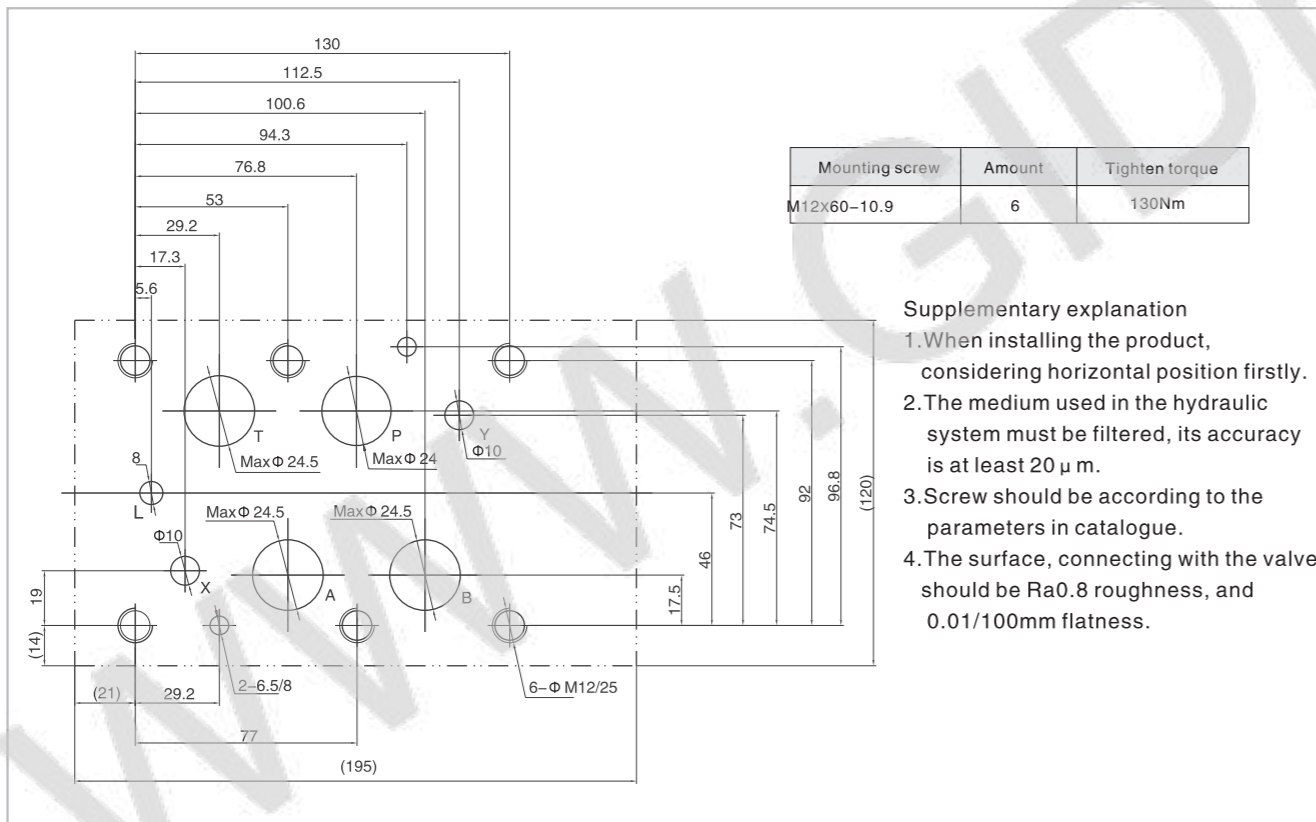 130
112.5
100.6
94.3
76.8
53
29.2
17.3
5.6
Mounting screw Amount Tighten torque
M12x60-10.9 6 130Nm
T P Y
MaxΦ 24.5 MaxΦ 24 Φ10
8
L
MaxΦ 24.5 MaxΦ 24.5
Φ10
X A B
19
(14)
17.5
46
73
74.5
92
96.8
(120)
(21) 29.2 2-6.5/8 6-Φ M12/25
77
(195)
Supplementary explanation
1.When installing the product,
considering horizontal position firstly.
2.The medium used in the hydraulic
system must be filtered, its accuracy
is at least 20 μ m.
3.Screw should be according to the
parameters in catalogue.
4.The surface, connecting with the valve
should be Ra0.8 roughness, and
0.01/100mm flatness.
WWW.GID